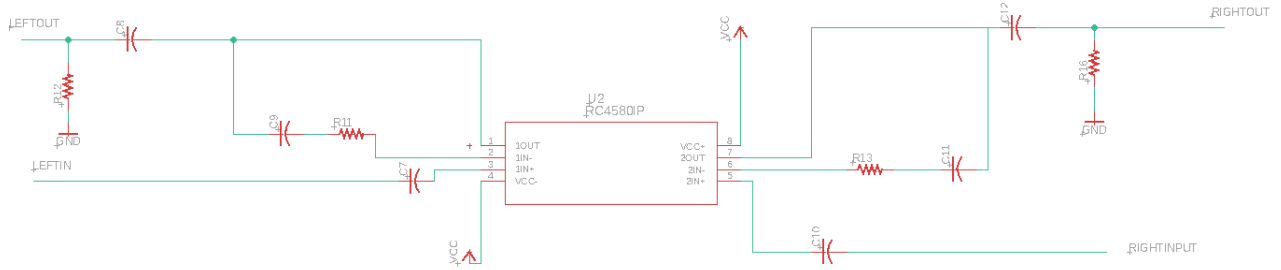 LEFTOUT
C8
R12
GND
C9
R11
LEFTIN
C7
VCC
U2
RC4580IP
1 1OUT
2 1IN-
3 1IN+
4 VCC-
VCC+ 8
2OUT 7
2IN- 6
2IN+ 5
VCC
C12
RIGHTOUT
R16
GND
R13
C11
C10
RIGHTINPUT